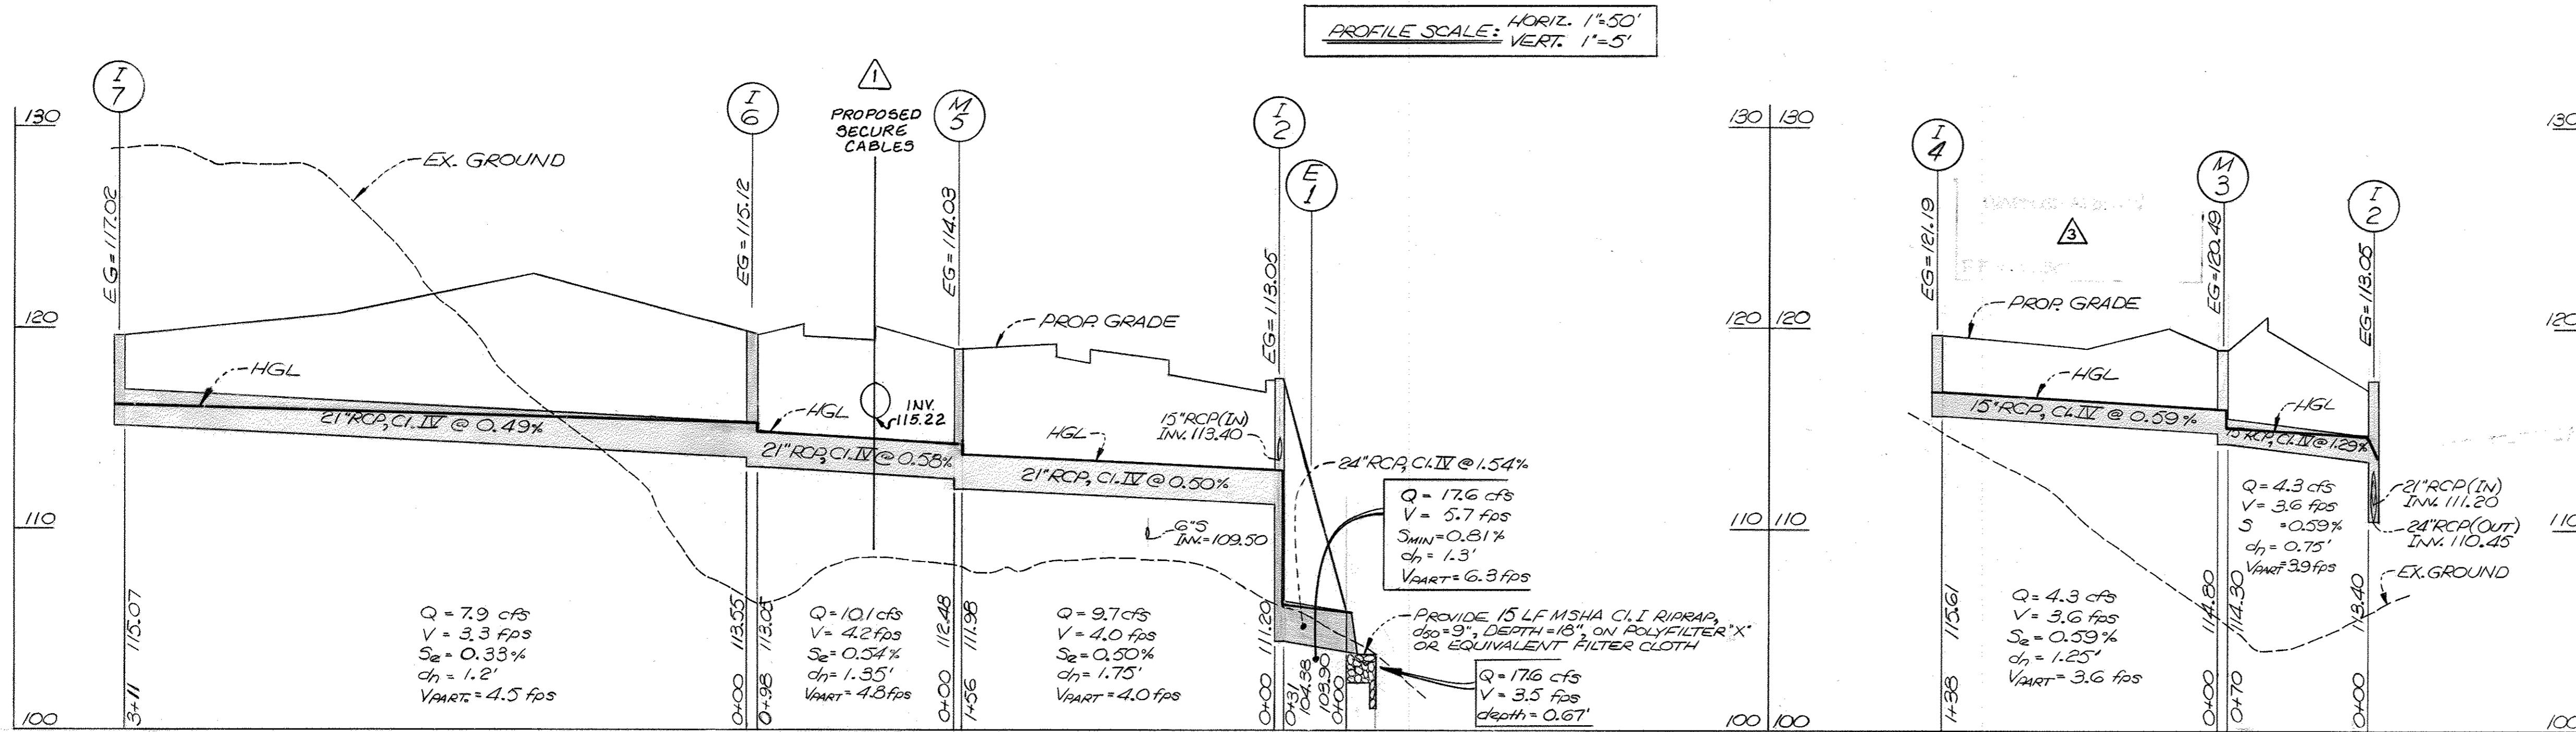 PROFILE SCALE: HORIZ. 1"=50'
VERT. 1"=5'
I
7
I
6
1
PROPOSED
SECURE
CABLES
M
5
I
2
E
1
I
4
M
3
I
2
3
130
120
110
100
130 130
120 120
110 110
100 100
130
120
110
100
EX. GROUND
EG=117.02
EG=115.12
EG=114.03
EG=113.05
EG=121.19
EG=120.49
EG=113.05
HGL
21" RCP, Cl. IV @ 0.49%
HGL
INV.
115.22
21" RCP, Cl. IV @ 0.58%
PROP. GRADE
HGL
15" RCP (IN)
INV. 113.40
21" RCP, Cl. IV @ 0.50%
6"S
INV.=109.50
24" RCP, Cl. IV @ 1.54%
Q = 17.6 cfs
V = 5.7 fps
SMIN = 0.81%
dn = 1.3'
VPART = 6.3 fps
PROVIDE 15 LF MSHA Cl. I RIPRAP,
d50 = 9", DEPTH = 18", ON POLYFILTER "X"
OR EQUIVALENT FILTER CLOTH
Q = 17.6 cfs
V = 3.5 fps
depth = 0.67'
Q = 7.9 cfs
V = 3.3 fps
Se = 0.33%
dn = 1.2'
VPART. = 4.5 fps
Q = 10.1 cfs
V = 4.2 fps
Se = 0.54%
dn = 1.35'
VPART = 4.8 fps
Q = 9.7 cfs
V = 4.0 fps
Se = 0.50%
dn = 1.75'
VPART = 4.0 fps
3+11 115.07
0+00 113.55
0+98 113.05
0+00 112.48
1+56 111.98
0+00 111.20
0+31
104.38
103.90
0+00
PROP. GRADE
HGL
15" RCP, Cl. IV @ 0.59%
HGL
15" RCP, Cl. IV @ 1.29%
Q = 4.3 cfs
V = 3.6 fps
S = 0.59%
dn = 0.75'
VPART = 3.9 fps
21" RCP (IN)
INV. 111.20
24" RCP (OUT)
INV. 110.45
EX. GROUND
Q = 4.3 cfs
V = 3.6 fps
Se = 0.59%
dn = 1.25'
VPART = 3.6 fps
1+38 115.61
0+00 114.80
0+70 114.30
0+00 113.40